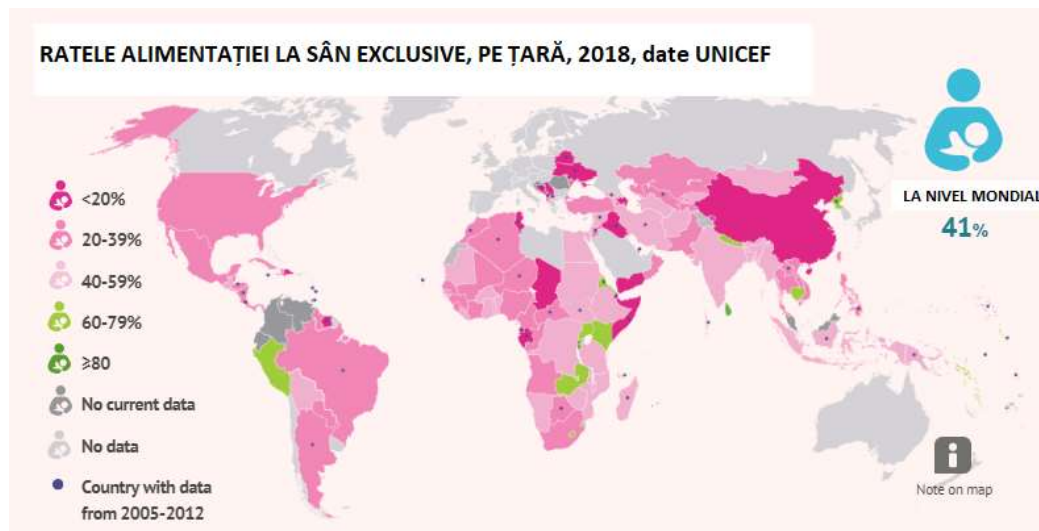 RATELE ALIMENTAȚIEI LA SÂN EXCLUSIVE, PE ȚARĂ, 2018, date UNICEF
LA NIVEL MONDIAL
41%
<20%
20-39%
40-59%
60-79%
≥80
No current data
No data
Country with data
from 2005-2012
Note on map